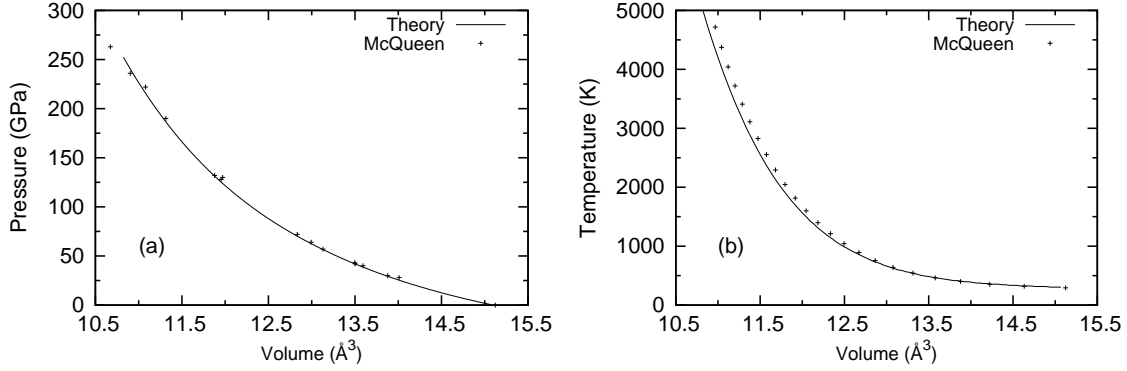 300
250
200
150
100
50
0
Pressure (GPa)
Theory
McQueen
(a)
10.5 11.5 12.5 13.5 14.5 15.5
Volume (Å³)
5000
4000
3000
2000
1000
0
Temperature (K)
Theory
McQueen
(b)
10.5 11.5 12.5 13.5 14.5 15.5
Volume (Å³)